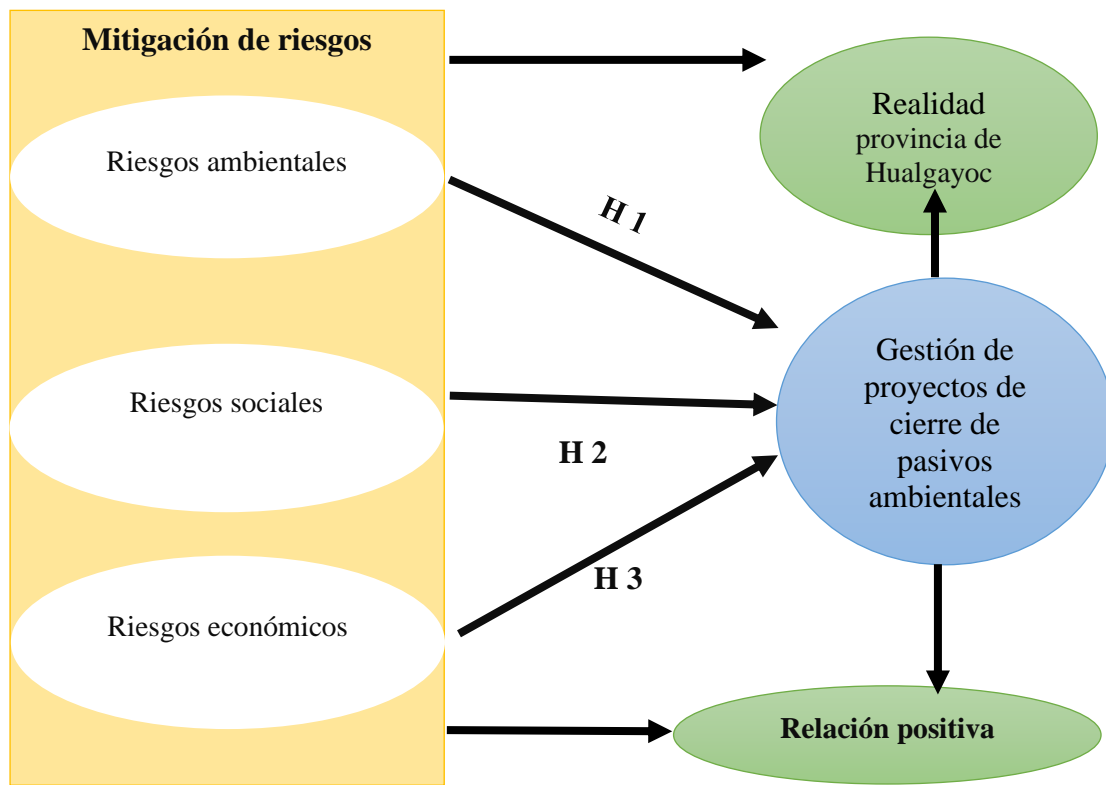 Mitigación de riesgos
Riesgos ambientales
Riesgos sociales
Riesgos económicos
H 1
H 2
H 3
Realidad
provincia de
Hualgayoc
Gestión de
proyectos de
cierre de
pasivos
ambientales
Relación positiva